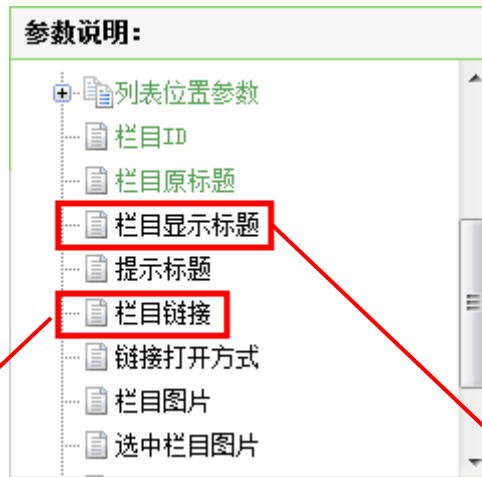 参数说明:
列表位置参数
栏目ID
栏目原标题
栏目显示标题
提示标题
栏目链接
链接打开方式
栏目图片
选中栏目图片